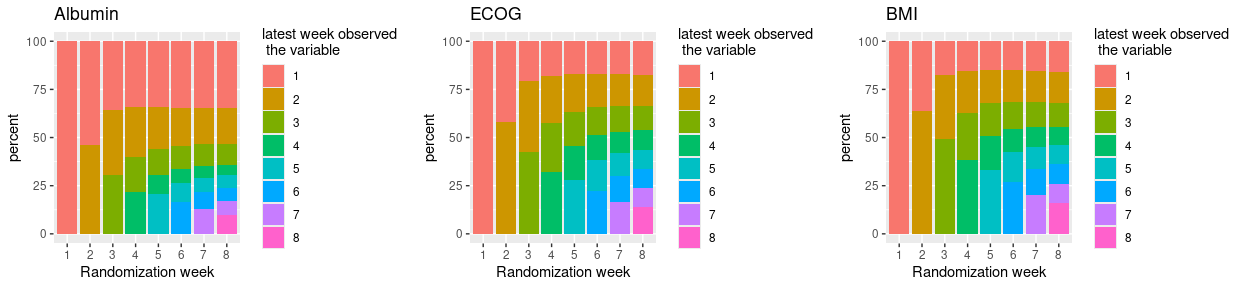 Albumin
percent
100
75
50
25
0
1 2 3 4 5 6 7 8
Randomization week
latest week observed
the variable
1
2
3
4
5
6
7
8
ECOG
percent
100
75
50
25
0
1 2 3 4 5 6 7 8
Randomization week
latest week observed
the variable
1
2
3
4
5
6
7
8
BMI
percent
100
75
50
25
0
1 2 3 4 5 6 7 8
Randomization week
latest week observed
the variable
1
2
3
4
5
6
7
8